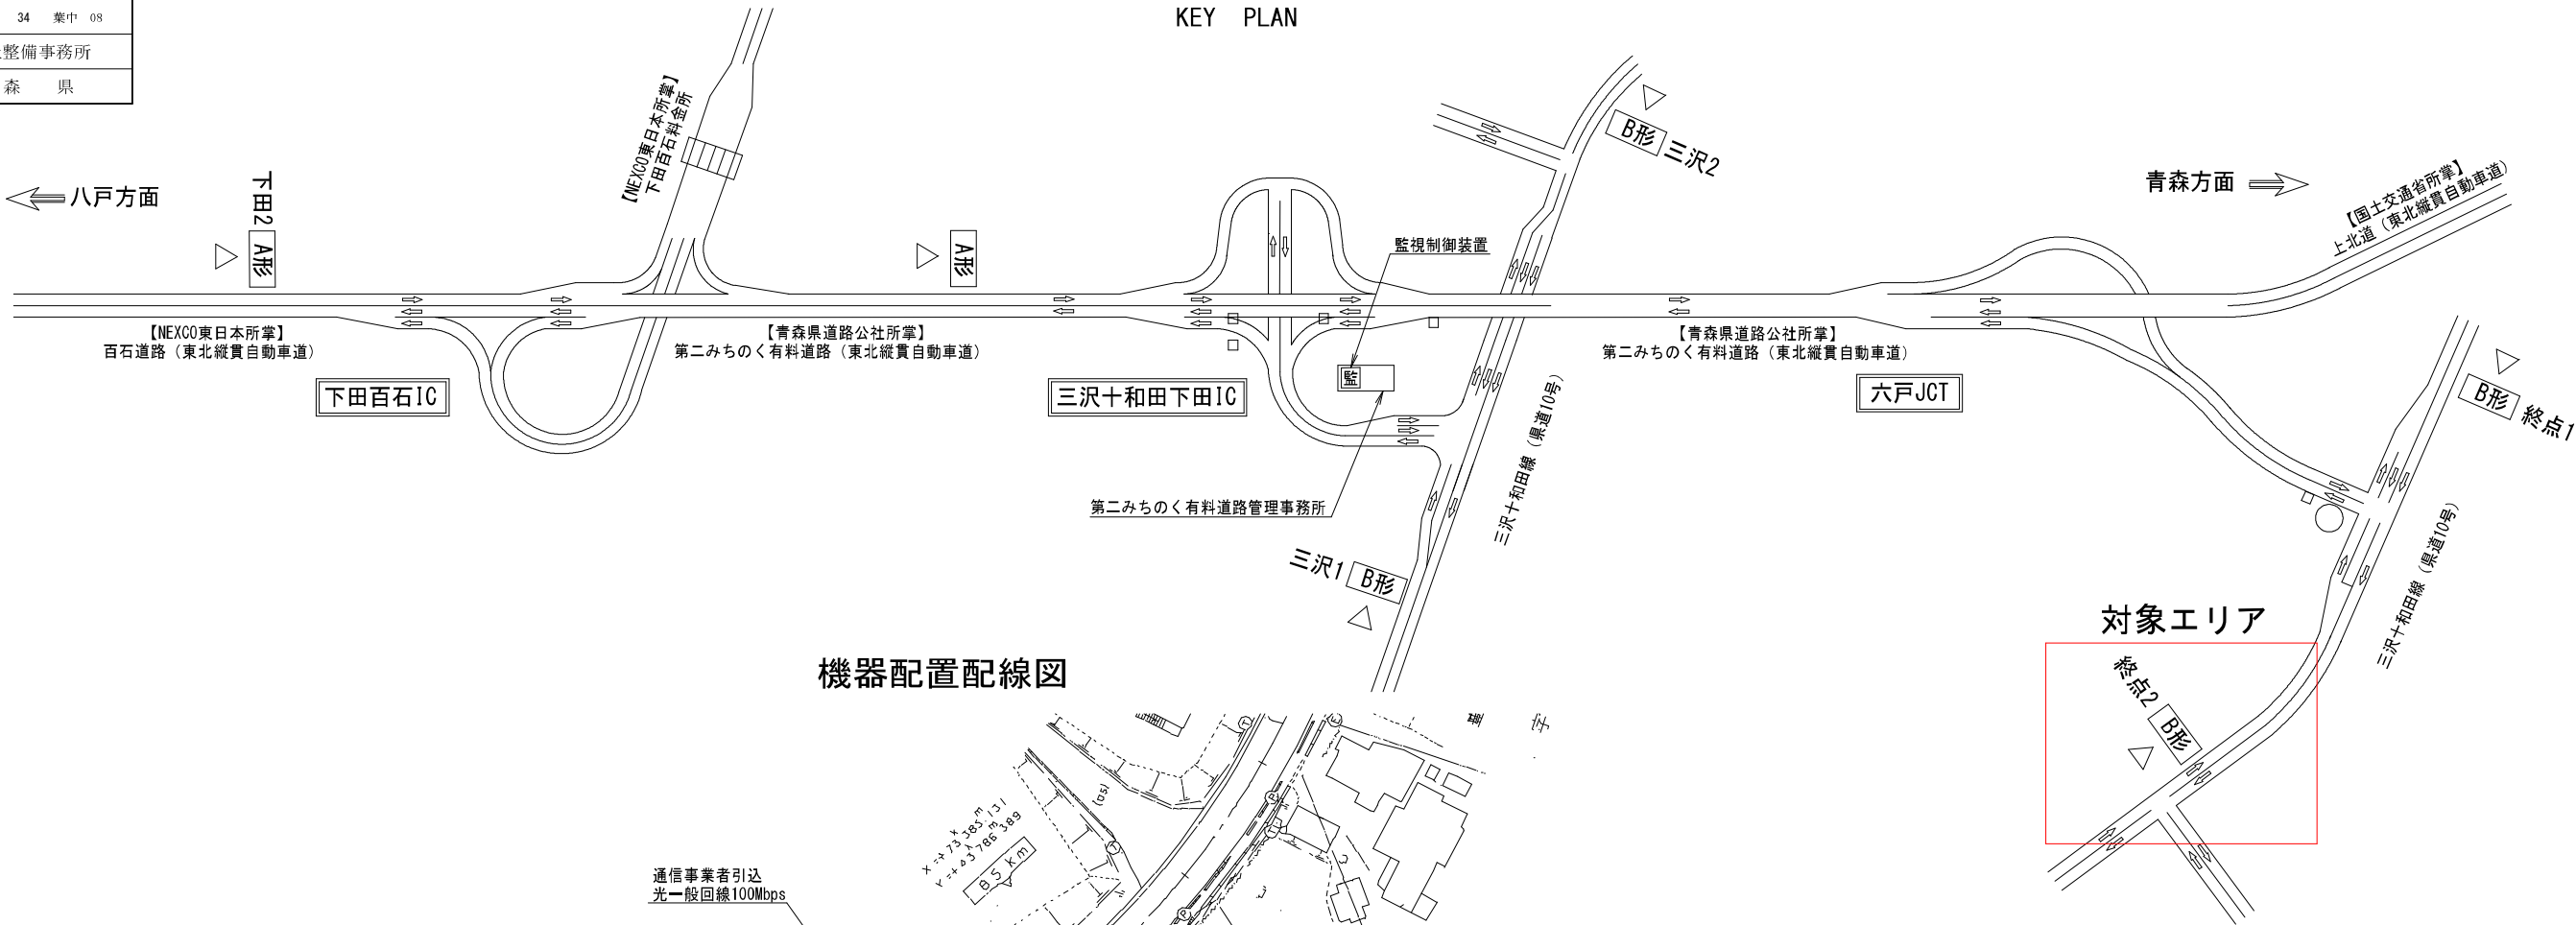 KEY PLAN
34 葉中 08
整備事務所
森 県
八戸方面
下田2
A形
【NEXCO東日本所掌】
下田百石料金所
A形
監視制御装置
B形 三沢2
青森方面
【国土交通省所掌】
上北道（東北縦貫自動車道）
【NEXCO東日本所掌】
百石道路（東北縦貫自動車道）
【青森県道路公社所掌】
第二みちのく有料道路（東北縦貫自動車道）
【青森県道路公社所掌】
第二みちのく有料道路（東北縦貫自動車道）
下田百石IC
三沢十和田下田IC
監
六戸JCT
B形 終点1
三沢十和田線（県道10号）
第二みちのく有料道路管理事務所
三沢十和田線（県道10号）
三沢1 B形
対象エリア
終点2 B形
機器配置配線図
字
(as)
85km
通信事業者引込
光一般回線100Mbps